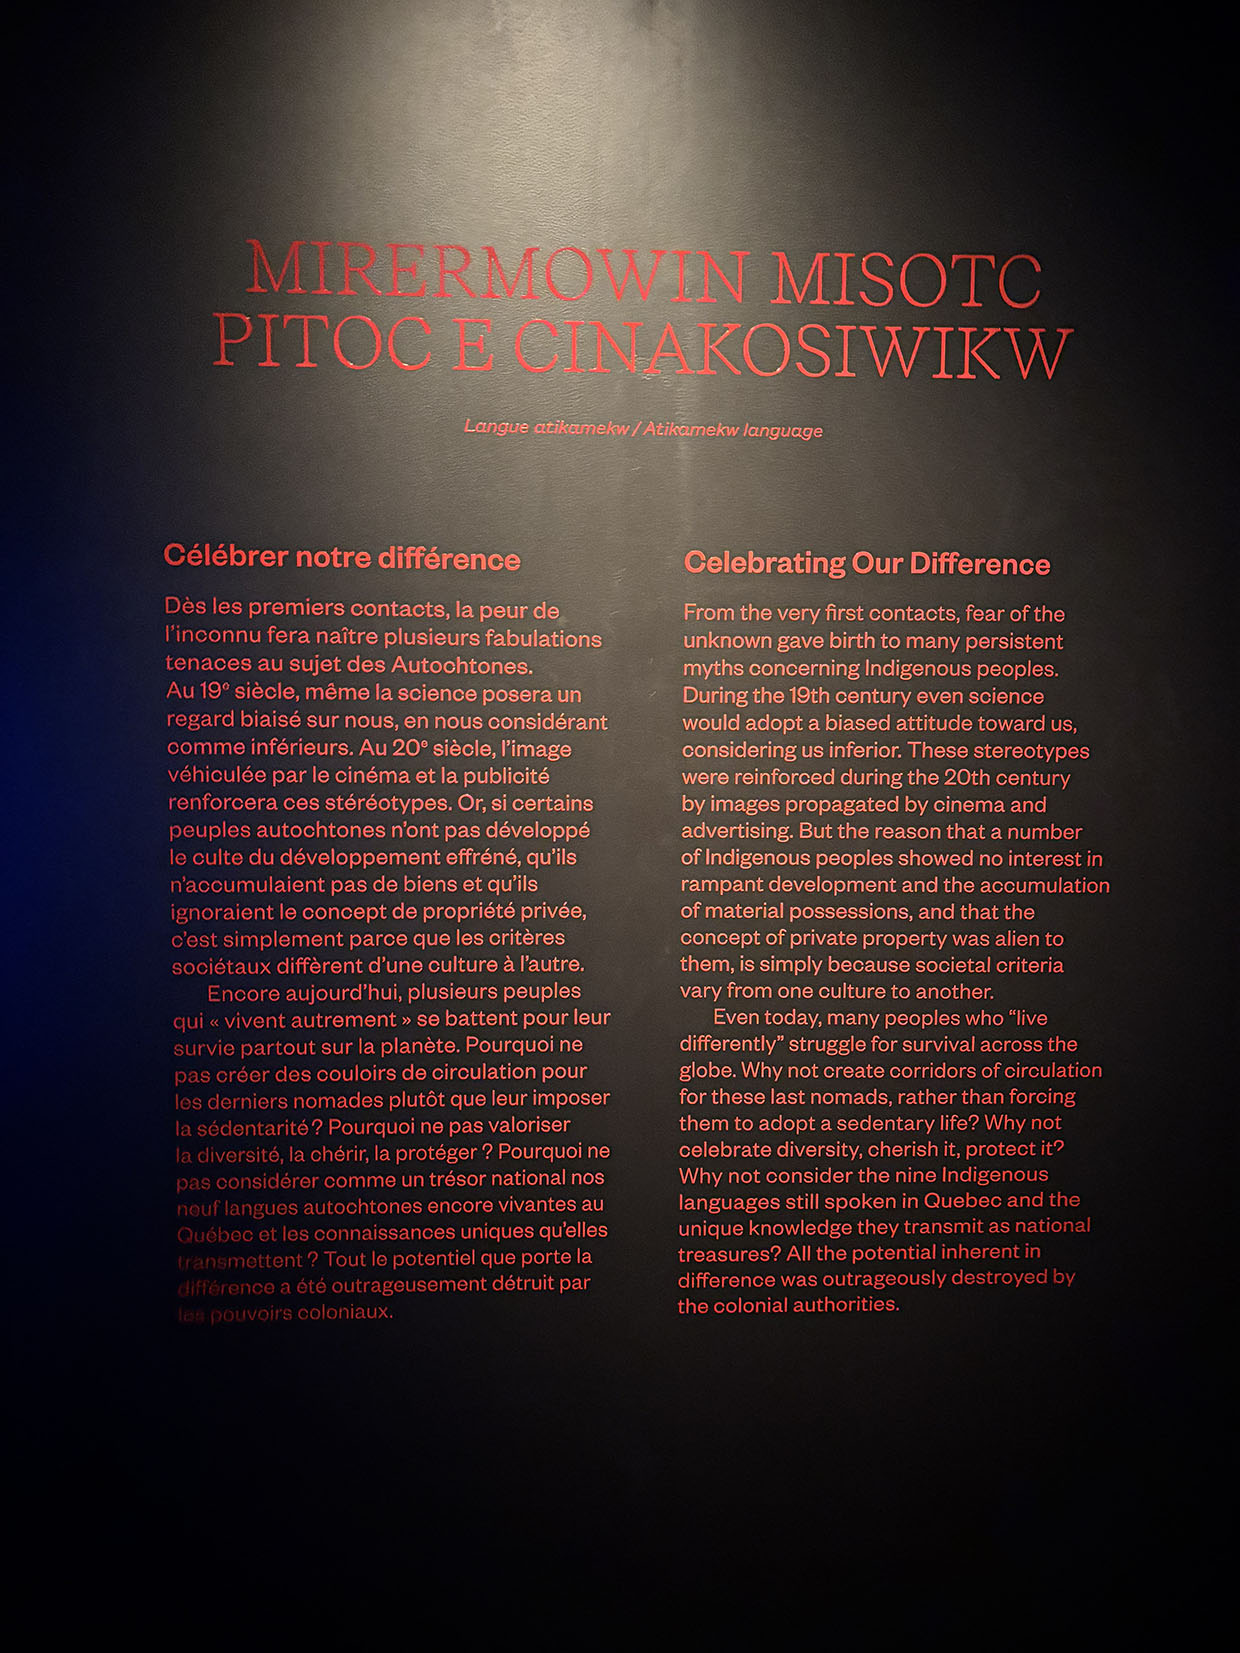 MIRERMOWIN MISOTC
PITOC E CINAKOSIWIKW
Langue atikamekw / Atikamekw language
Célébrer notre différence
Dès les premiers contacts, la peur de
l’inconnu fera naître plusieurs fabulations
tenaces au sujet des Autochtones.
Au 19e siècle, même la science posera un
regard biaisé sur nous, en nous considérant
comme inférieurs. Au 20e siècle, l’image
véhiculée par le cinéma et la publicité
renforcera ces stéréotypes. Or, si certains
peuples autochtones n’ont pas développé
le culte du développement effréné, qu’ils
n’accumulaient pas de biens et qu’ils
ignoraient le concept de propriété privée,
c’est simplement parce que les critères
sociétaux diffèrent d’une culture à l’autre.
Encore aujourd’hui, plusieurs peuples
qui « vivent autrement » se battent pour leur
survie partout sur la planète. Pourquoi ne
pas créer des couloirs de circulation pour
les derniers nomades plutôt que leur imposer
la sédentarité ? Pourquoi ne pas valoriser
la diversité, la chérir, la protéger ? Pourquoi ne
pas considérer comme un trésor national nos
neuf langues autochtones encore vivantes au
Québec et les connaissances uniques qu’elles
transmettent ? Tout le potentiel que porte la
différence a été outrageusement détruit par
les pouvoirs coloniaux.
Celebrating Our Difference
From the very first contacts, fear of the
unknown gave birth to many persistent
myths concerning Indigenous peoples.
During the 19th century even science
would adopt a biased attitude toward us,
considering us inferior. These stereotypes
were reinforced during the 20th century
by images propagated by cinema and
advertising. But the reason that a number
of Indigenous peoples showed no interest in
rampant development and the accumulation
of material possessions, and that the
concept of private property was alien to
them, is simply because societal criteria
vary from one culture to another.
Even today, many peoples who “live
differently” struggle for survival across the
globe. Why not create corridors of circulation
for these last nomads, rather than forcing
them to adopt a sedentary life? Why not
celebrate diversity, cherish it, protect it?
Why not consider the nine Indigenous
languages still spoken in Quebec and the
unique knowledge they transmit as national
treasures? All the potential inherent in
difference was outrageously destroyed by
the colonial authorities.